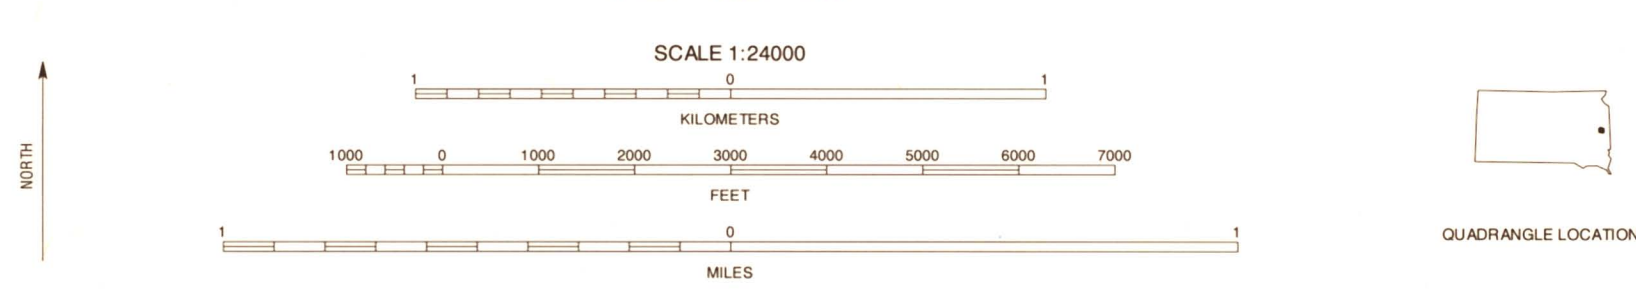 SCALE 1:24000
1 0 1
KILOMETERS
1000 0 1000 2000 3000 4000 5000 6000 7000
FEET
1 0 1
MILES
NORTH
QUADRANGLE LOCATION